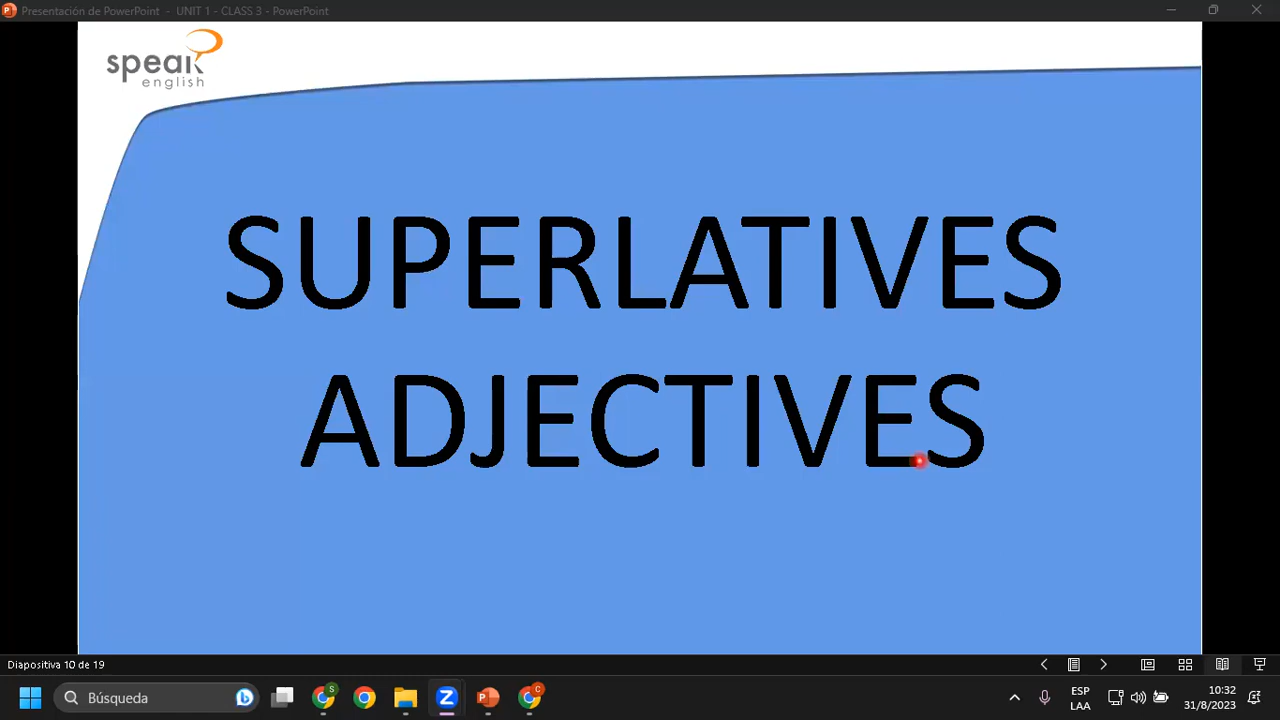 Presentación de PowerPoint - UNIT 1 - CLASS 3 - PowerPoint
speak
english
SUPERLATIVES
ADJECTIVES
Diapositiva 10 de 19
Búsqueda
S
C
ESP
LAA
10:32
31/8/2023